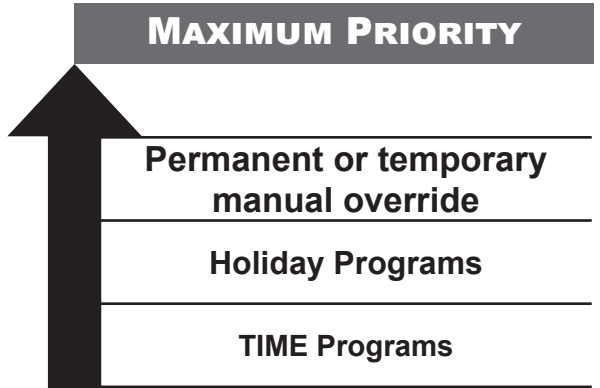 MAXIMUM PRIORITY
Permanent or temporary
manual override
Holiday Programs
TIME Programs